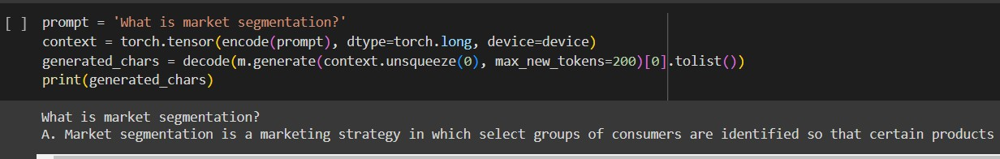 [ ] prompt = 'What is market segmentation?'
context = torch.tensor(encode(prompt), dtype=torch.long, device=device)
generated_chars = decode(m.generate(context.unsqueeze(0), max_new_tokens=200)[0].tolist())
print(generated_chars)
What is market segmentation?
A. Market segmentation is a marketing strategy in which select groups of consumers are identified so that certain products